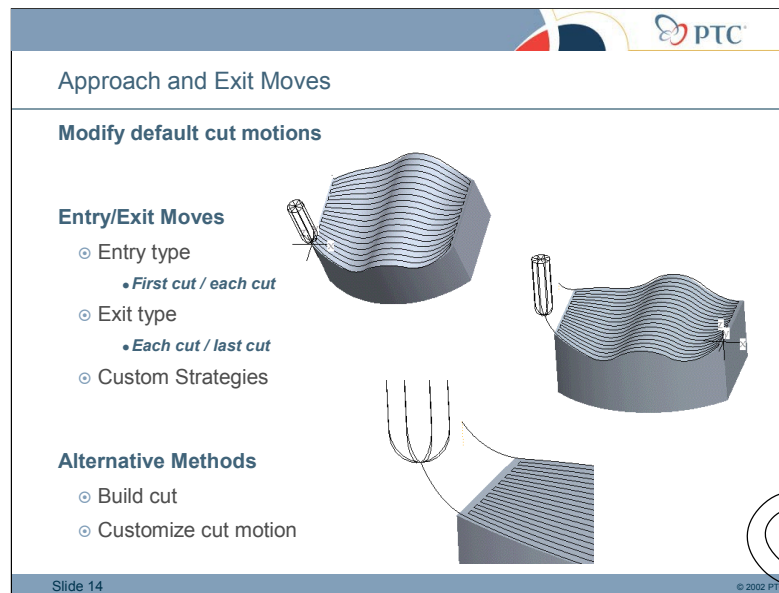 PTC
Approach and Exit Moves
Modify default cut motions
Entry/Exit Moves
Entry type
First cut / each cut
Exit type
Each cut / last cut
Custom Strategies
Alternative Methods
Build cut
Customize cut motion
Slide 14
© 2002 PT